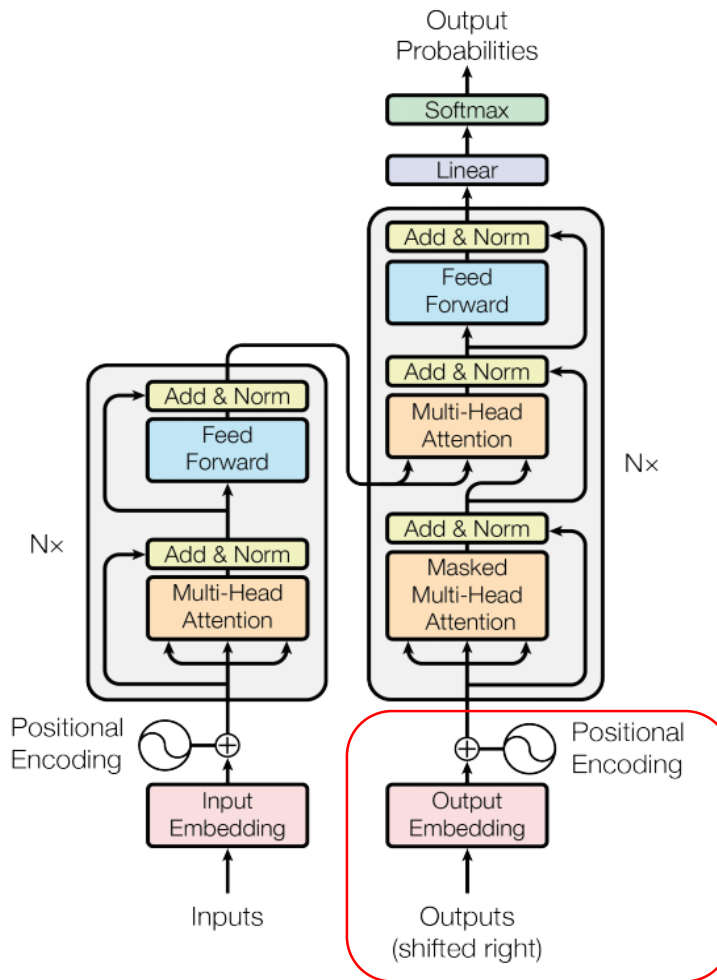 Output
Probabilities
Softmax
Linear
Add & Norm
Feed
Forward
Add & Norm
Multi-Head
Attention
Add & Norm
Masked
Multi-Head
Attention
N×
Add & Norm
Feed
Forward
Add & Norm
Multi-Head
Attention
N×
Positional
Encoding
Input
Embedding
Inputs
Positional
Encoding
Output
Embedding
Outputs
(shifted right)